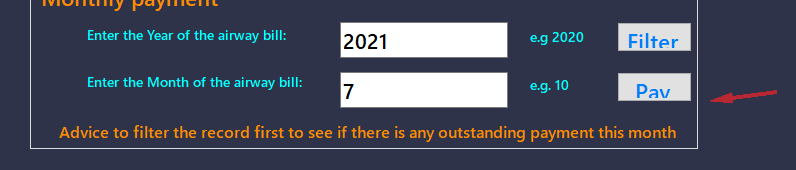 Monthly payment
Enter the Year of the airway bill: 2021 e.g 2020 Filter
Enter the Month of the airway bill: 7 e.g. 10 Pay
Advice to filter the record first to see if there is any outstanding payment this month